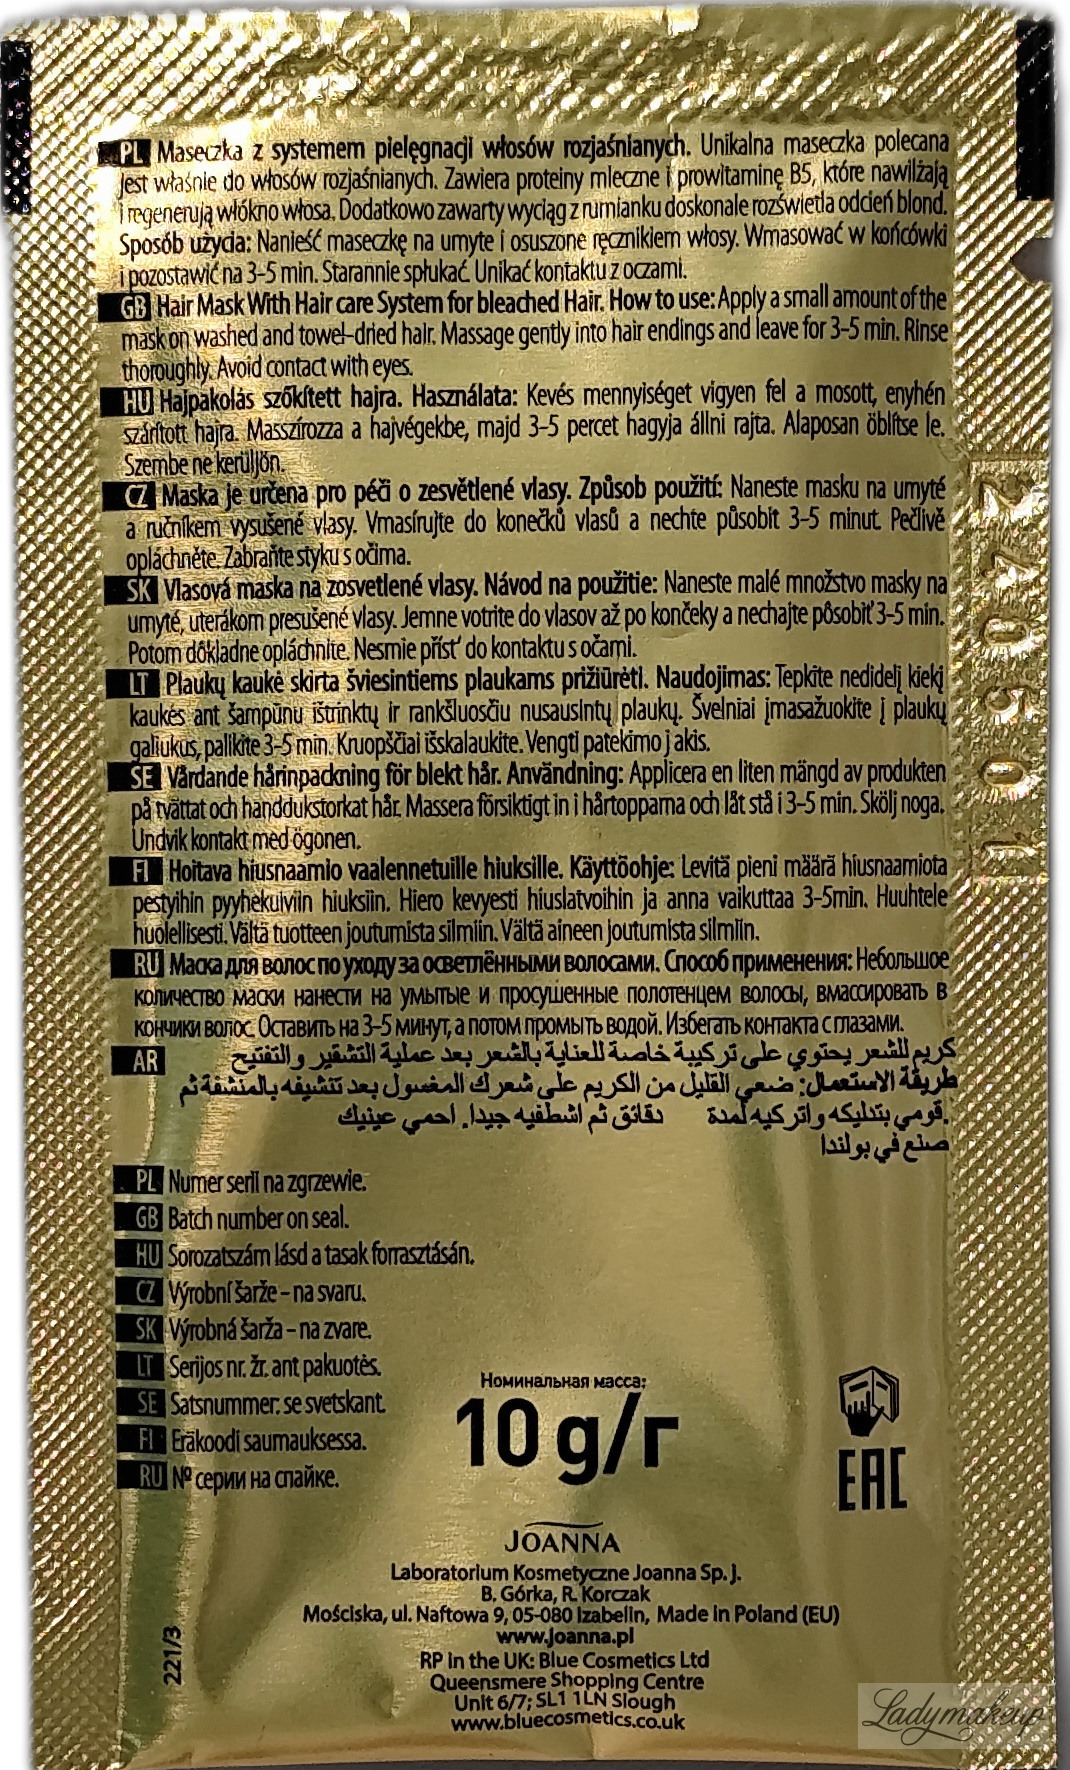 PL Maseczka z systemem pielęgnacji włosów rozjaśnianych. Unikalna maseczka polecana
jest właśnie do włosów rozjaśnianych. Zawiera proteiny mleczne i prowitaminę B5, które nawilżają
i regenerują włókno włosa. Dodatkowo zawarty wyciąg z rumianku doskonale rozświetla odcień blond.
Sposób użycia: Nanieść maseczkę na umyte i osuszone ręcznikiem włosy. Wmasować w końcówki
i pozostawić na 3-5 min. Starannie spłukać. Unikać kontaktu z oczami.
GB Hair Mask With Hair care System for bleached Hair. How to use: Apply a small amount of the
mask on washed and towel-dried hair. Massage gently into hair endings and leave for 3-5 min. Rinse
thoroughly. Avoid contact with eyes.
HU Hajpakolás szőkített hajra. Használata: Kevés mennyiséget vigyen fel a mosott, enyhén
szárított hajra. Masszírozza a hajvégekbe, majd 3-5 percet hagyja állni rajta. Alaposan öblítse le.
Szembe ne kerüljön.
CZ Maska je určena pro péči o zesvětlené vlasy. Způsob použití: Naneste masku na umyté
a ručníkem vysušené vlasy. Vmasírujte do konečků vlasů a nechte působit 3-5 minut. Pečlivě
opláchněte. Zabraňte styku s očima.
SK Vlasová maska na zosvetlené vlasy. Návod na použitie: Naneste malé množstvo masky na
umyté, uterákom presušené vlasy. Jemne votrite do vlasov až po končeky a nechajte pôsobiť 3-5 min.
Potom dôkladne opláchnite. Nesmie příst' do kontaktu s očami.
LT Plaukų kaukė skirta šviesintiems plaukams prižiūrėti. Naudojimas: Tepkite nedidelį kiekį
kaukės ant šampūnu ištrinktų ir rankšluosčiu nusausintų plaukų. Švelniai įmasažuokite į plaukų
galiukus, palikite 3-5 min. Kruopščiai išskalaukite. Vengti patekimo į akis.
SE Vårdande hårinpackning för blekt hår. Användning: Applicera en liten mängd av produkten
på tvättat och handdukstorkat hår. Massera försiktigt in i hårtopparna och låt stå i 3-5 min. Skölj noga.
Undvik kontakt med ögonen.
FI Hoitava hiusnaamio vaalennetuille hiuksille. Käyttöohje: Levitä pieni määrä hiusnaamiota
pestyihin pyyhekuiviin hiuksiin. Hiero kevyesti hiuslatvoihin ja anna vaikuttaa 3-5min. Huuhtele
huolellisesti. Vältä tuotteen joutumista silmiin. Vältä aineen joutumista silmiin.
RU Маска для волос по уходу за осветлёнными волосами. Способ применения: Небольшое
количество маски нанести на умытые и просушенные полотенцем волосы, вмассировать в
кончики волос. Оставить на 3-5 минут, а потом промыть водой. Избегать контакта с глазами.
AR كريم للشعر يحتوي على تركيبة خاصة للعناية بالشعر بعد عملية التشقير والتفتيح
طريقة الاستعمال: ضعي القليل من الكريم على شعرك المغسول بعد تنشيفه بالمنشفة ثم
.قومي بتدليكه واتركيه لمدة دقائق ثم اشطفيه جيدا. احمي عينيك
صنع في بولندا
PL Numer serii na zgrzewie.
GB Batch number on seal.
HU Sorozatszám lásd a tasak forrasztásán.
CZ Výrobní šarže – na svaru.
SK Výrobná šarža – na zvare.
LT Serijos nr. žr. ant pakuotės.
SE Satsnummer: se svetskant.
FI Eräkoodi saumauksessa.
RU № серии на спайке.
Номинальная масса:
10 g/г
EAC
JOANNA
Laboratorium Kosmetyczne Joanna Sp. j.
B. Górka, R. Korczak
Mościska, ul. Naftowa 9, 05-080 Izabelin, Made in Poland (EU)
www.joanna.pl
RP in the UK: Blue Cosmetics Ltd
Queensmere Shopping Centre
Unit 6/7; SL1 1LN Slough
www.bluecosmetics.co.uk
221/3
Ladymakeup